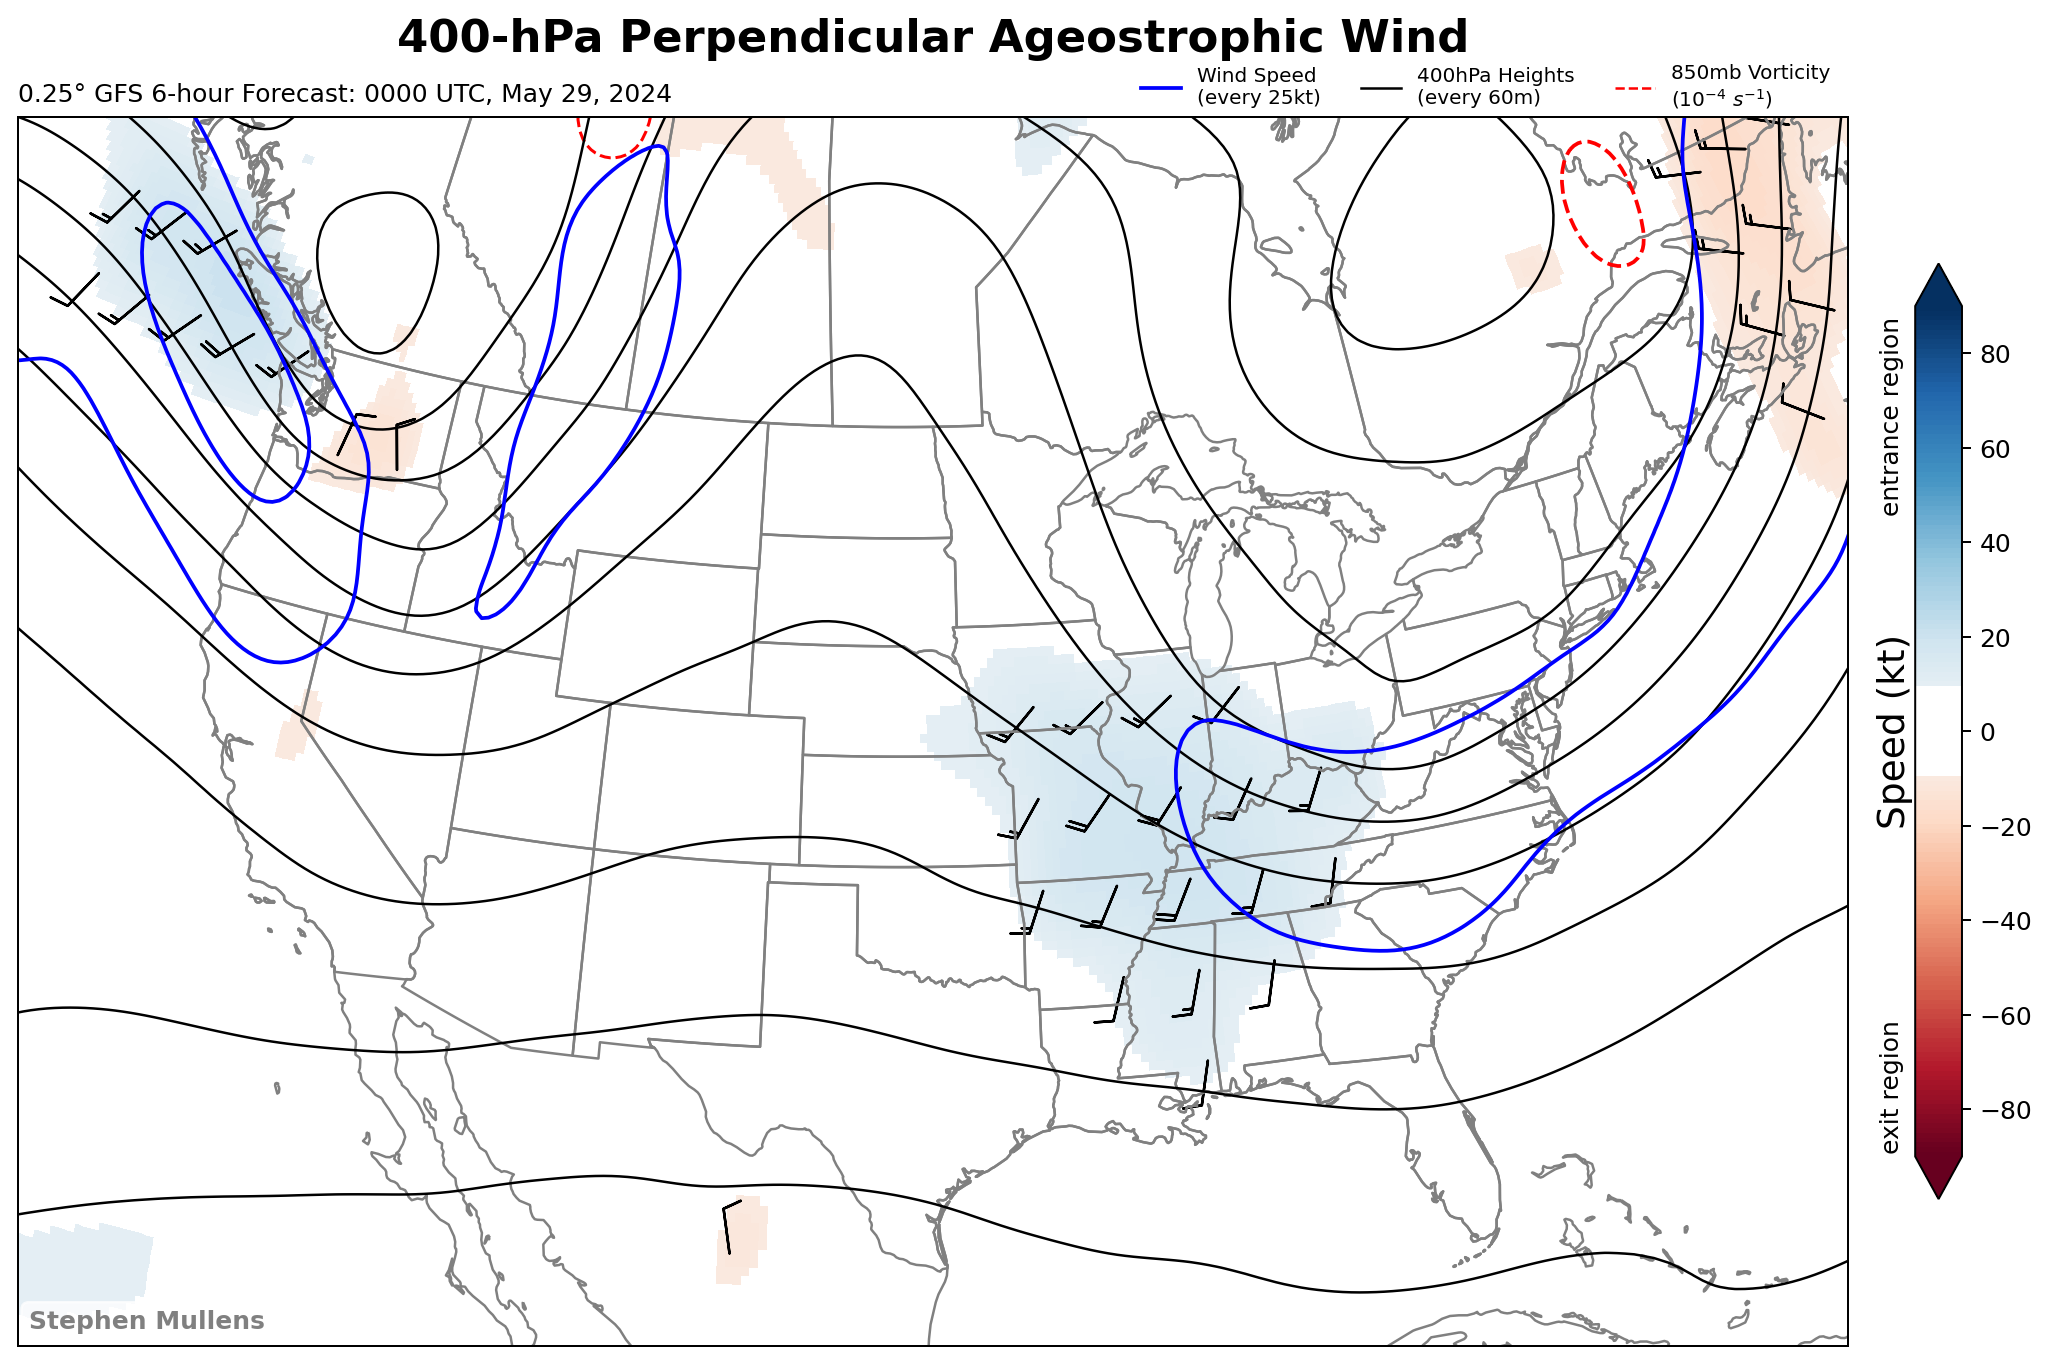 400-hPa Perpendicular Ageostrophic Wind
0.25° GFS 6-hour Forecast: 0000 UTC, May 29, 2024
Wind Speed
(every 25kt)
400hPa Heights
(every 60m)
850mb Vorticity
(10⁻⁴ s⁻¹)
entrance region
Speed (kt)
exit region
80
60
40
20
0
−20
−40
−60
−80
Stephen Mullens